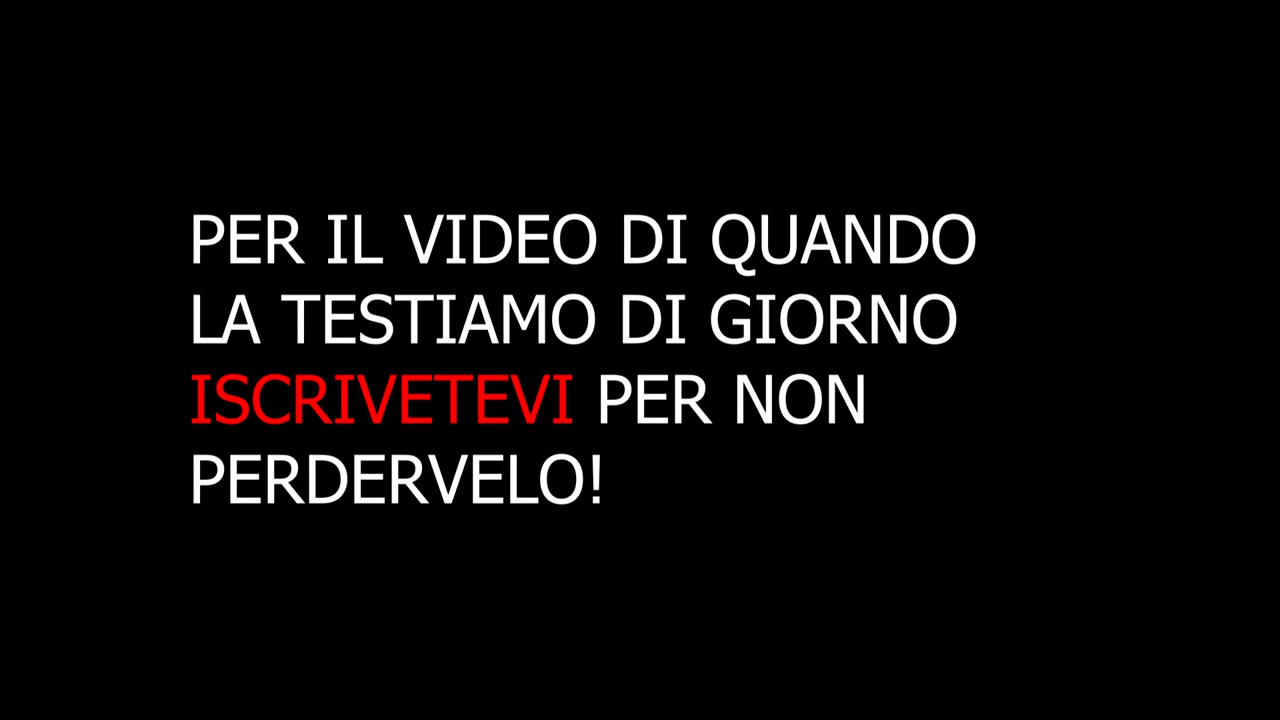 PER IL VIDEO DI QUANDO
LA TESTIAMO DI GIORNO
ISCRIVETEVI PER NON
PERDERVELO!